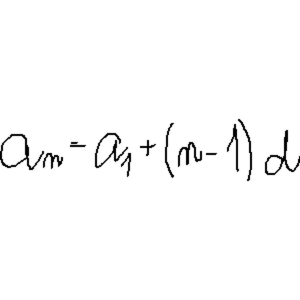 aₙ = a₁ + (n - 1) d